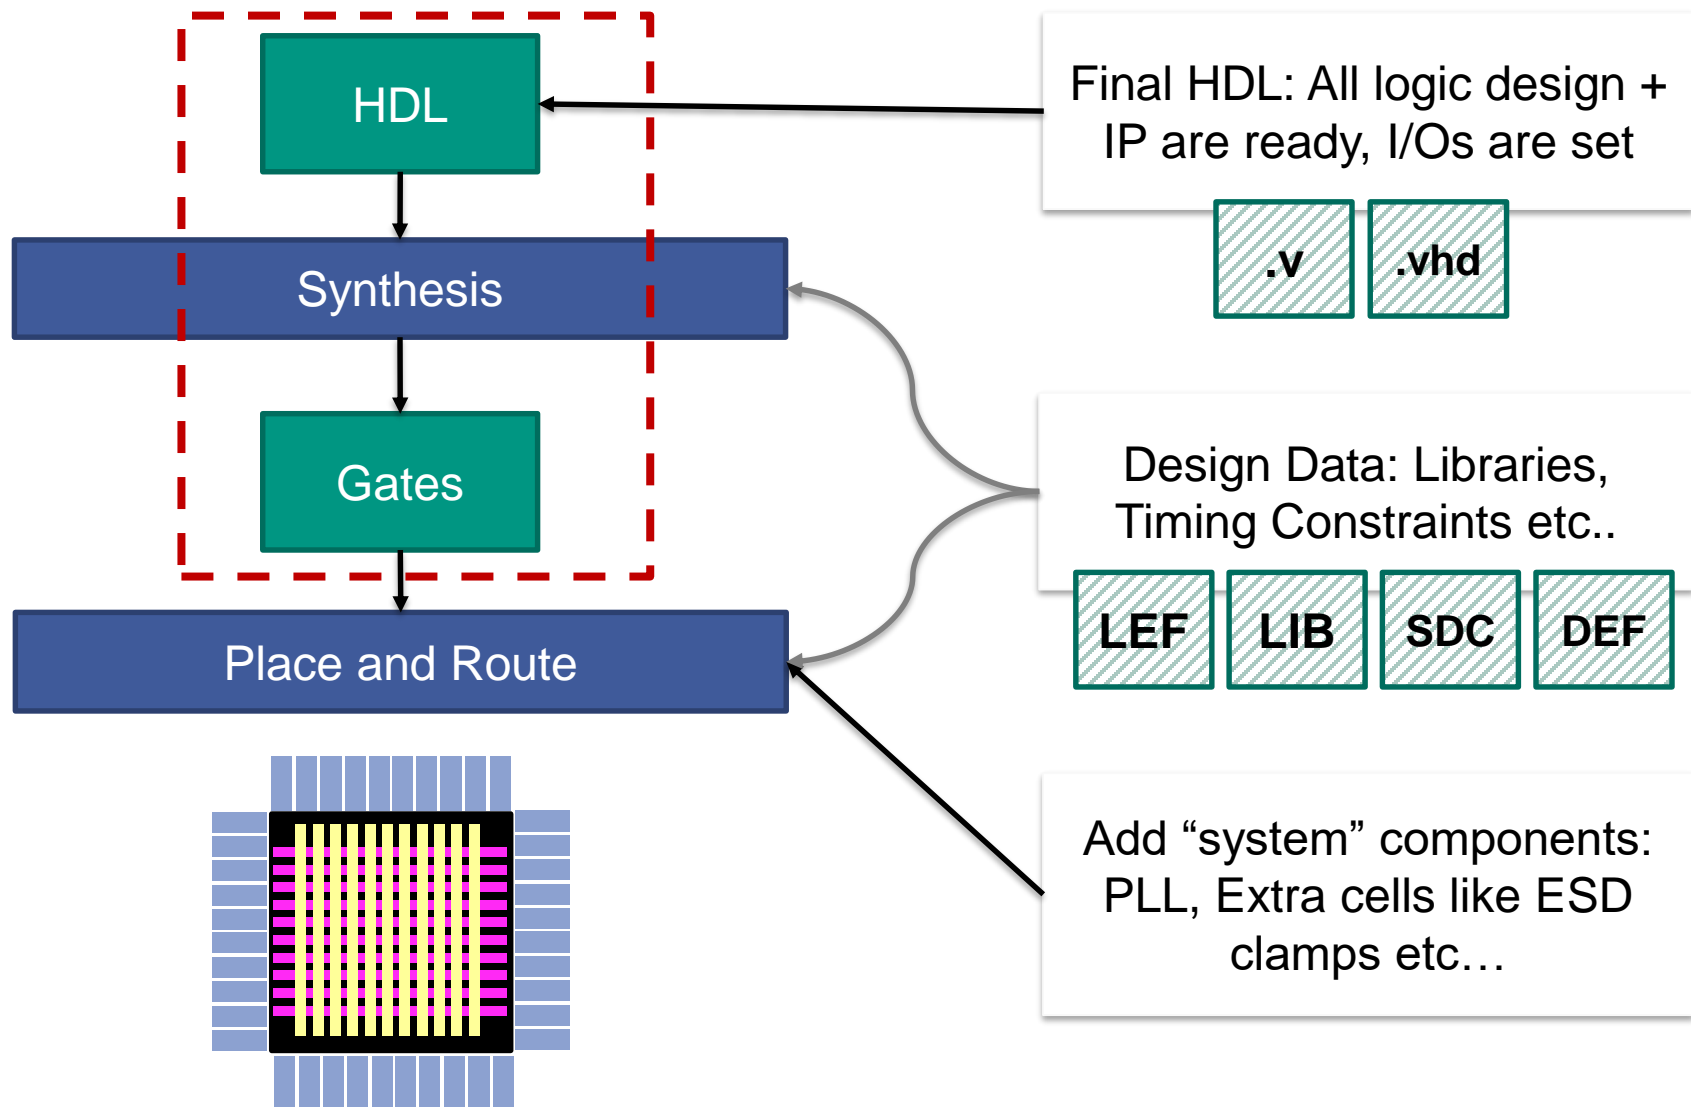 HDL
Final HDL: All logic design +
IP are ready, I/Os are set
.v
.vhd
Synthesis
Gates
Design Data: Libraries,
Timing Constraints etc..
LEF
LIB
SDC
DEF
Place and Route
Add “system” components:
PLL, Extra cells like ESD
clamps etc…